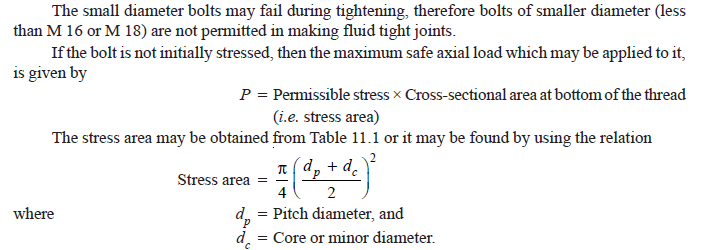 The small diameter bolts may fail during tightening, therefore bolts of smaller diameter (less
than M 16 or M 18) are not permitted in making fluid tight joints.
If the bolt is not initially stressed, then the maximum safe axial load which may be applied to it,
is given by
P = Permissible stress × Cross-sectional area at bottom of the thread
(i.e. stress area)
The stress area may be obtained from Table 11.1 or it may be found by using the relation
Stress area = π/4 ((d_p + d_c)/2)^2
where d_p = Pitch diameter, and
d_c = Core or minor diameter.